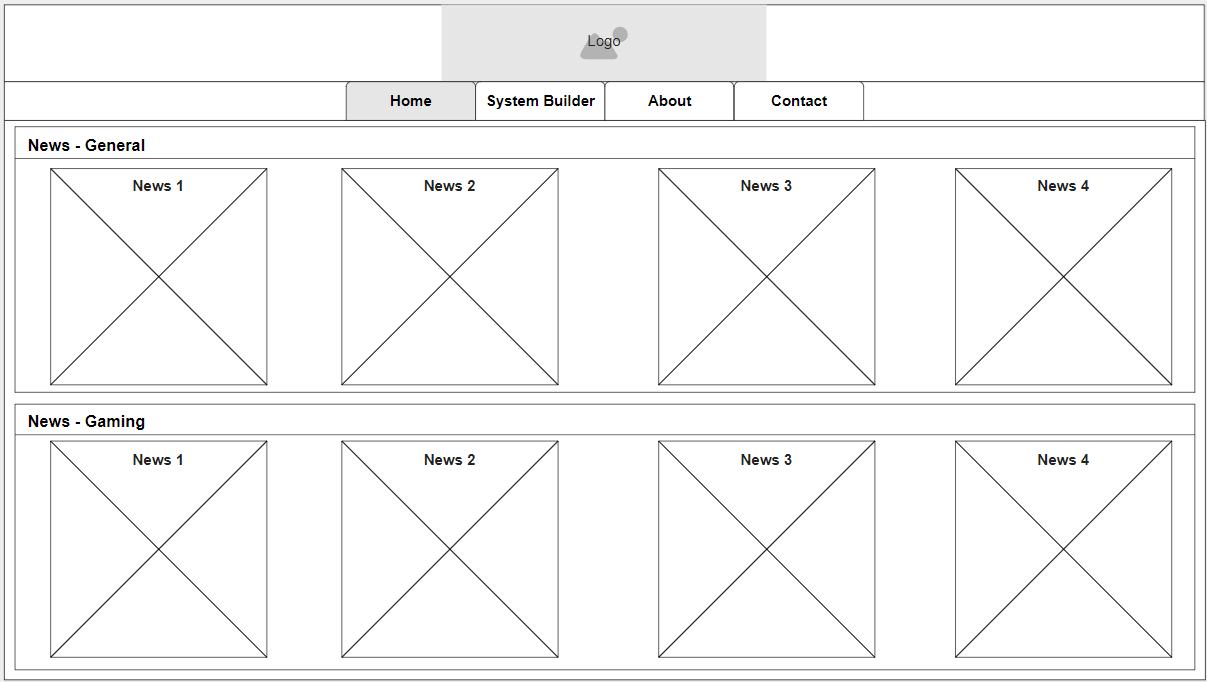 Logo
Home System Builder About Contact
News - General
News 1 News 2 News 3 News 4
News - Gaming
News 1 News 2 News 3 News 4